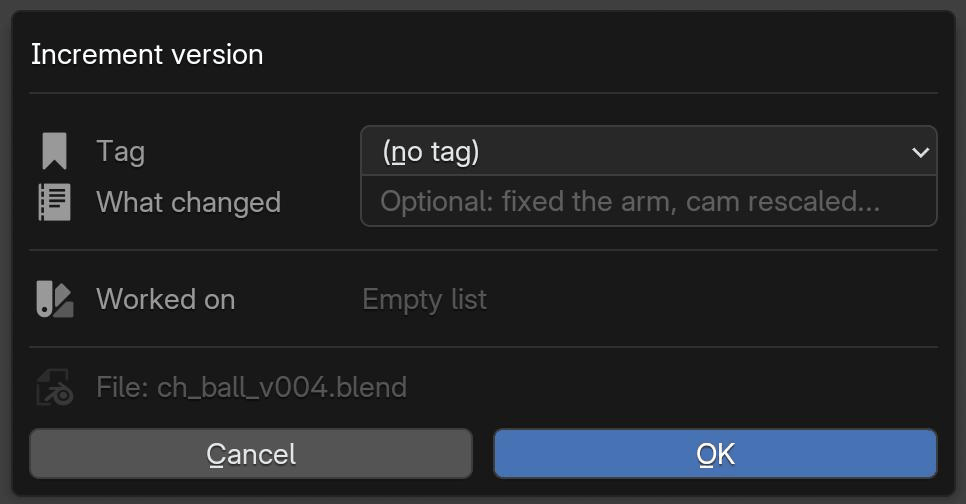 Increment version
Tag
(no tag)
What changed
Optional: fixed the arm, cam rescaled...
Worked on
Empty list
File: ch_ball_v004.blend
Cancel
OK